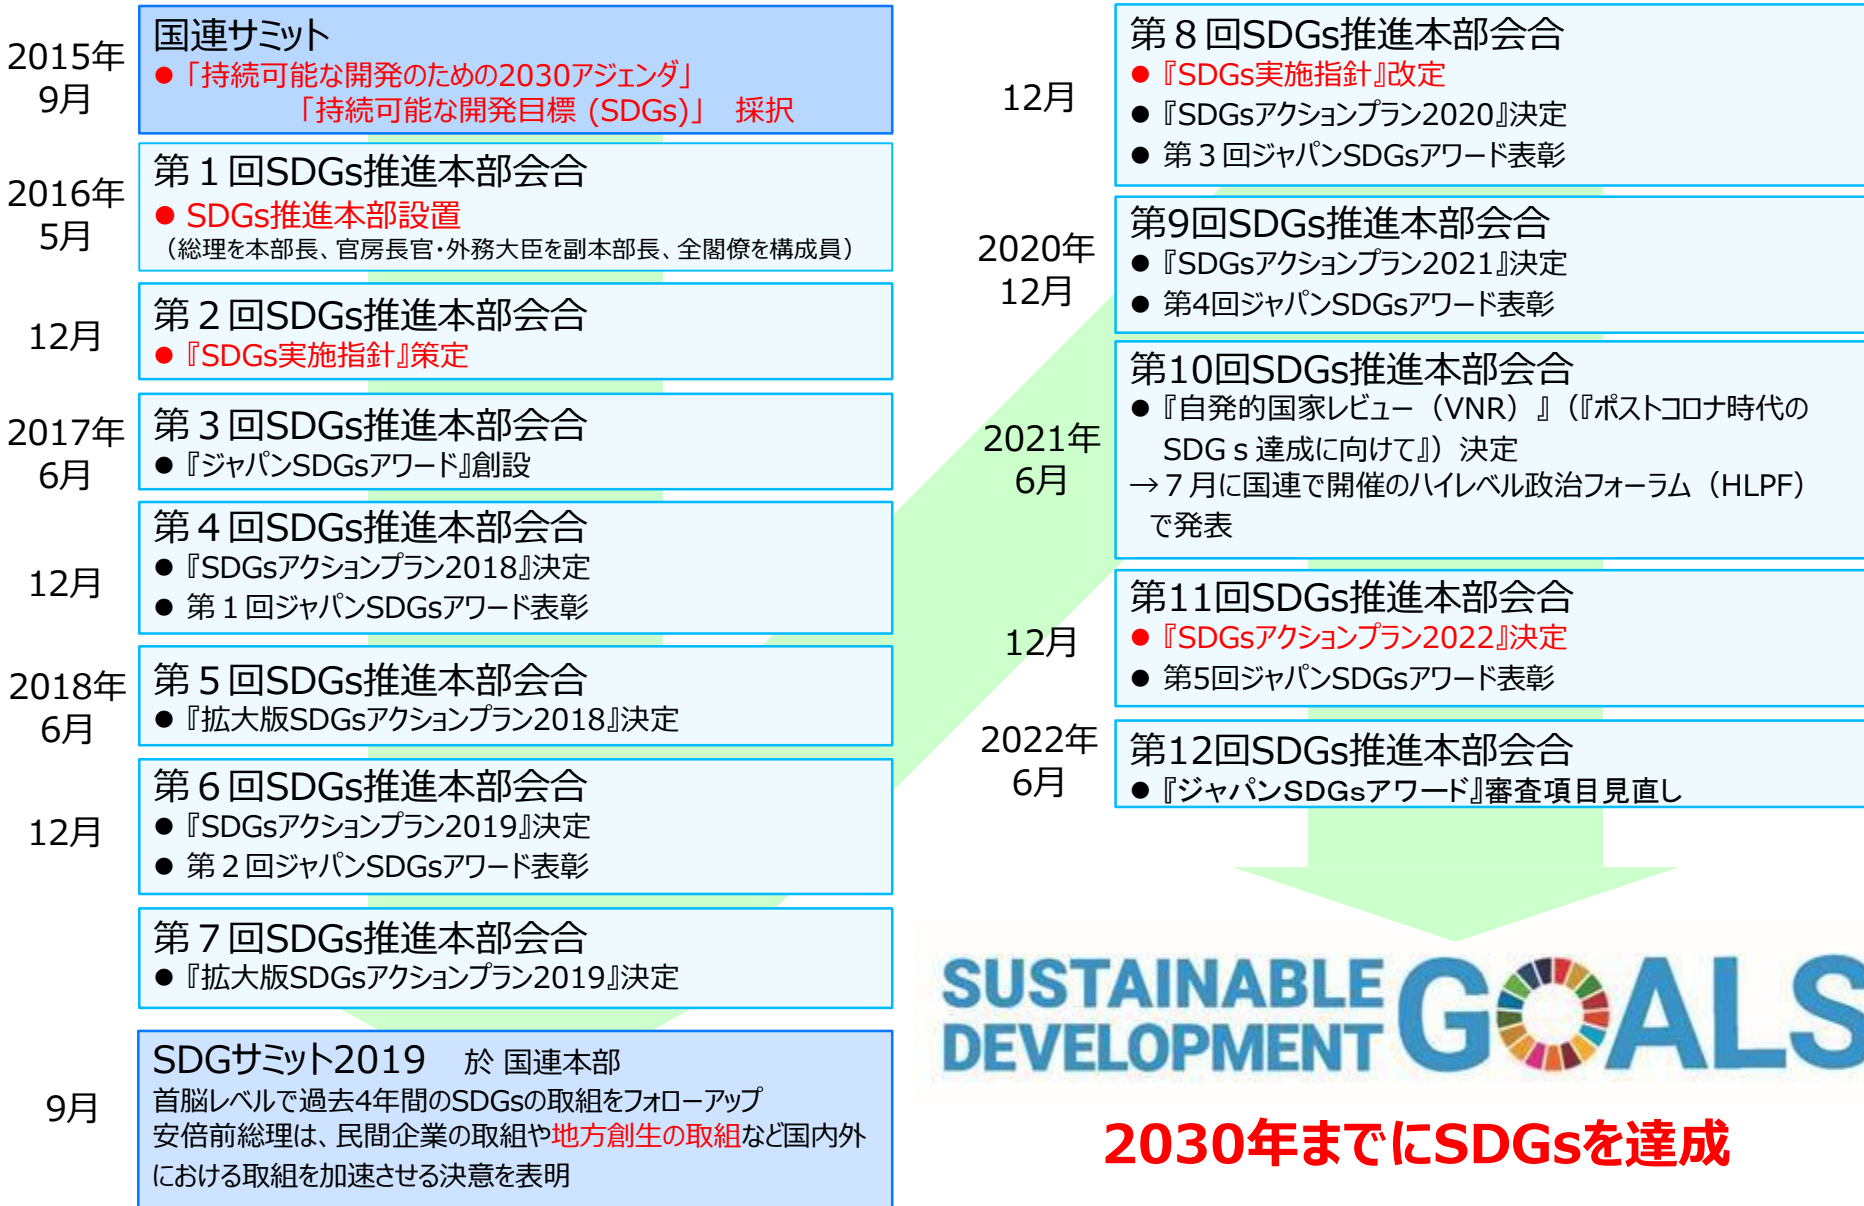 2015年
9月
国連サミット
●「持続可能な開発のための2030アジェンダ」
「持続可能な開発目標 (SDGs)」　採択
2016年
5月
第１回SDGs推進本部会合
● SDGs推進本部設置
（総理を本部長、官房長官・外務大臣を副本部長、全閣僚を構成員）
12月
第２回SDGs推進本部会合
●『SDGs実施指針』策定
2017年
6月
第３回SDGs推進本部会合
●『ジャパンSDGsアワード』創設
12月
第４回SDGs推進本部会合
●『SDGsアクションプラン2018』決定
● 第１回ジャパンSDGsアワード表彰
2018年
6月
第５回SDGs推進本部会合
●『拡大版SDGsアクションプラン2018』決定
12月
第６回SDGs推進本部会合
●『SDGsアクションプラン2019』決定
● 第２回ジャパンSDGsアワード表彰
第７回SDGs推進本部会合
●『拡大版SDGsアクションプラン2019』決定
9月
SDGサミット2019　於 国連本部
首脳レベルで過去4年間のSDGsの取組をフォローアップ
安倍前総理は、民間企業の取組や地方創生の取組など国内外
における取組を加速させる決意を表明
12月
第８回SDGs推進本部会合
●『SDGs実施指針』改定
●『SDGsアクションプラン2020』決定
● 第３回ジャパンSDGsアワード表彰
2020年
12月
第9回SDGs推進本部会合
●『SDGsアクションプラン2021』決定
● 第4回ジャパンSDGsアワード表彰
2021年
6月
第10回SDGs推進本部会合
●『自発的国家レビュー（VNR）』（『ポストコロナ時代の
SDGｓ達成に向けて』）決定
→７月に国連で開催のハイレベル政治フォーラム（HLPF）
で発表
12月
第11回SDGs推進本部会合
●『SDGsアクションプラン2022』決定
● 第5回ジャパンSDGsアワード表彰
2022年
6月
第12回SDGs推進本部会合
●『ジャパンSDGsアワード』審査項目見直し
SUSTAINABLE
DEVELOPMENT
GOALS
2030年までにSDGsを達成